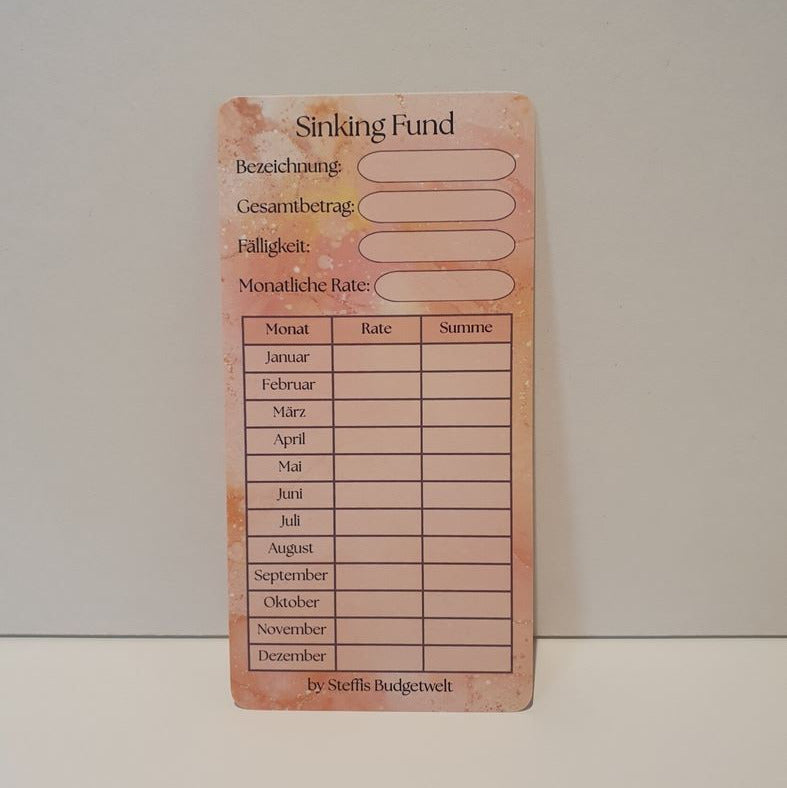 Sinking Fund
Bezeichnung:
Gesamtbetrag:
Fälligkeit:
Monatliche Rate:
Monat Rate Summe
Januar
Februar
März
April
Mai
Juni
Juli
August
September
Oktober
November
Dezember
by Steffis Budgetwelt